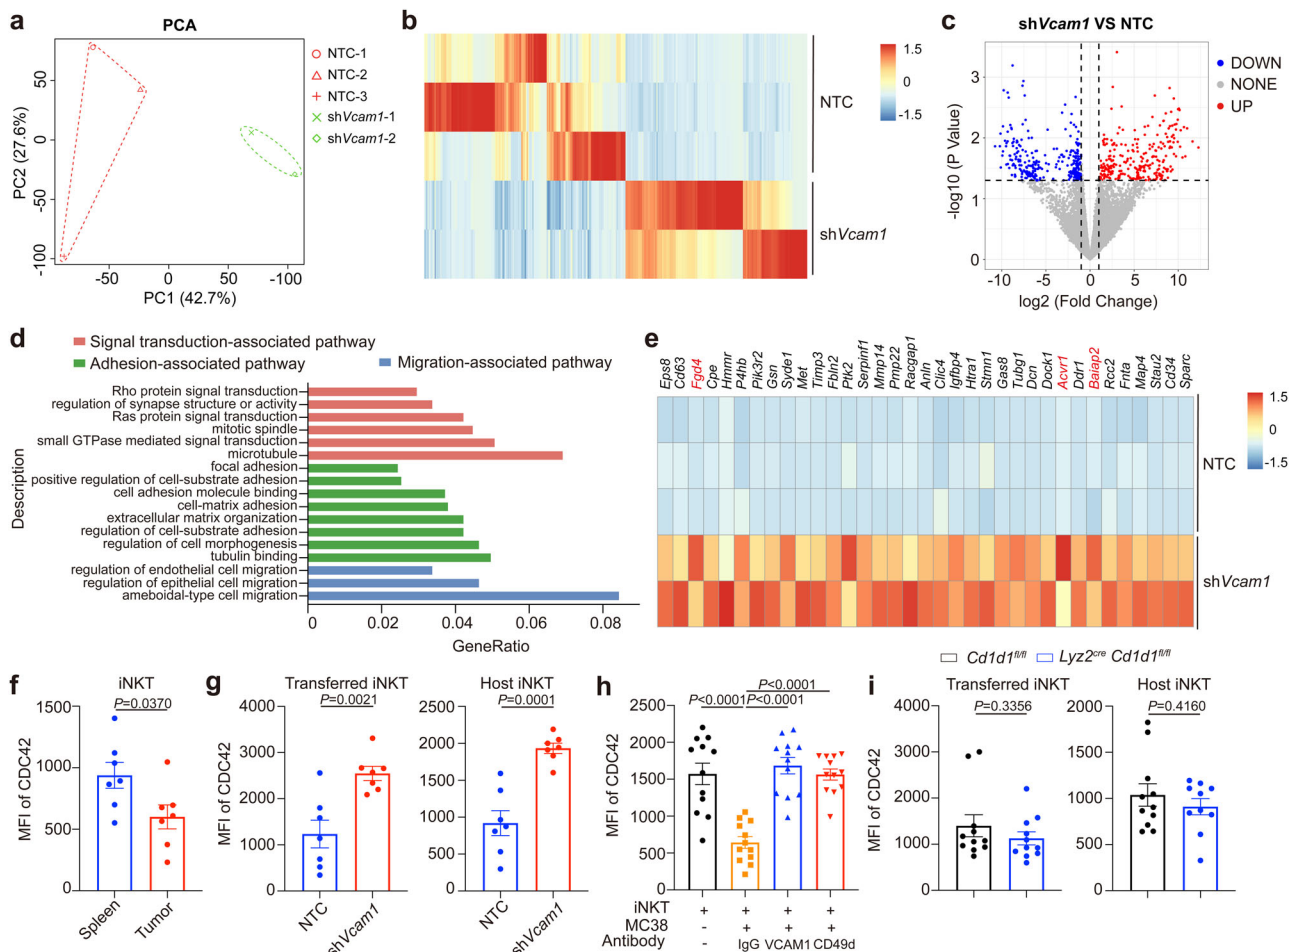 a
PCA
PC2 (27.6%)
50
0
-50
-100
-50
0
50
-100
PC1 (42.7%)
NTC-1
NTC-2
NTC-3
shVcam1-1
shVcam1-2
b
1.5
0
-1.5
NTC
shVcam1
c
shVcam1 VS NTC
-log10 (P Value)
3
2
1
0
-10
-5
0
5
10
log2 (Fold Change)
DOWN
NONE
UP
d
Signal transduction-associated pathway
Adhesion-associated pathway
Migration-associated pathway
Description
Rho protein signal transduction
regulation of synapse structure or activity
Ras protein signal transduction
mitotic spindle
small GTPase mediated signal transduction
microtubule
focal adhesion
positive regulation of cell-substrate adhesion
cell adhesion molecule binding
cell-matrix adhesion
extracellular matrix organization
regulation of cell-substrate adhesion
regulation of cell morphogenesis
tubulin binding
regulation of endothelial cell migration
regulation of epithelial cell migration
ameboidal-type cell migration
0
0.02
0.04
0.06
0.08
GeneRatio
e
Eps8
Cd63
Fgd4
Cpe
Hmmr
P4hb
Plk3r2
Gsn
Syde1
Met
Timp3
Fbln2
Ptk2
Serpinf1
Mmp14
Pmp22
Racgap1
Anln
Clic4
Igfbp4
Htra1
Stmn1
Gas8
Tubg1
Dcn
Dock1
Acvr1
Ddr1
Baiap2
Rcc2
Fnta
Map4
Stau2
Cd34
Sparc
NTC
shVcam1
1.5
0
-1.5
f
iNKT
P=0.0370
MFI of CDC42
1500
1000
500
0
Spleen
Tumor
g
Transferred iNKT
P=0.0021
MFI of CDC42
4000
3000
2000
1000
0
NTC
shVcam1
Host iNKT
P=0.0001
2500
2000
1500
1000
500
0
NTC
shVcam1
h
P<0.0001
P<0.0001
P<0.0001
MFI of CDC42
2500
2000
1500
1000
500
0
iNKT + + + +
MC38 - + + +
Antibody - IgG VCAM1 CD49d
Cd1d1fl/fl
Lyz2cre Cd1d1fl/fl
i
Transferred iNKT
P=0.3356
MFI of CDC42
4000
3000
2000
1000
0
Host iNKT
P=0.4160
2000
1500
1000
500
0